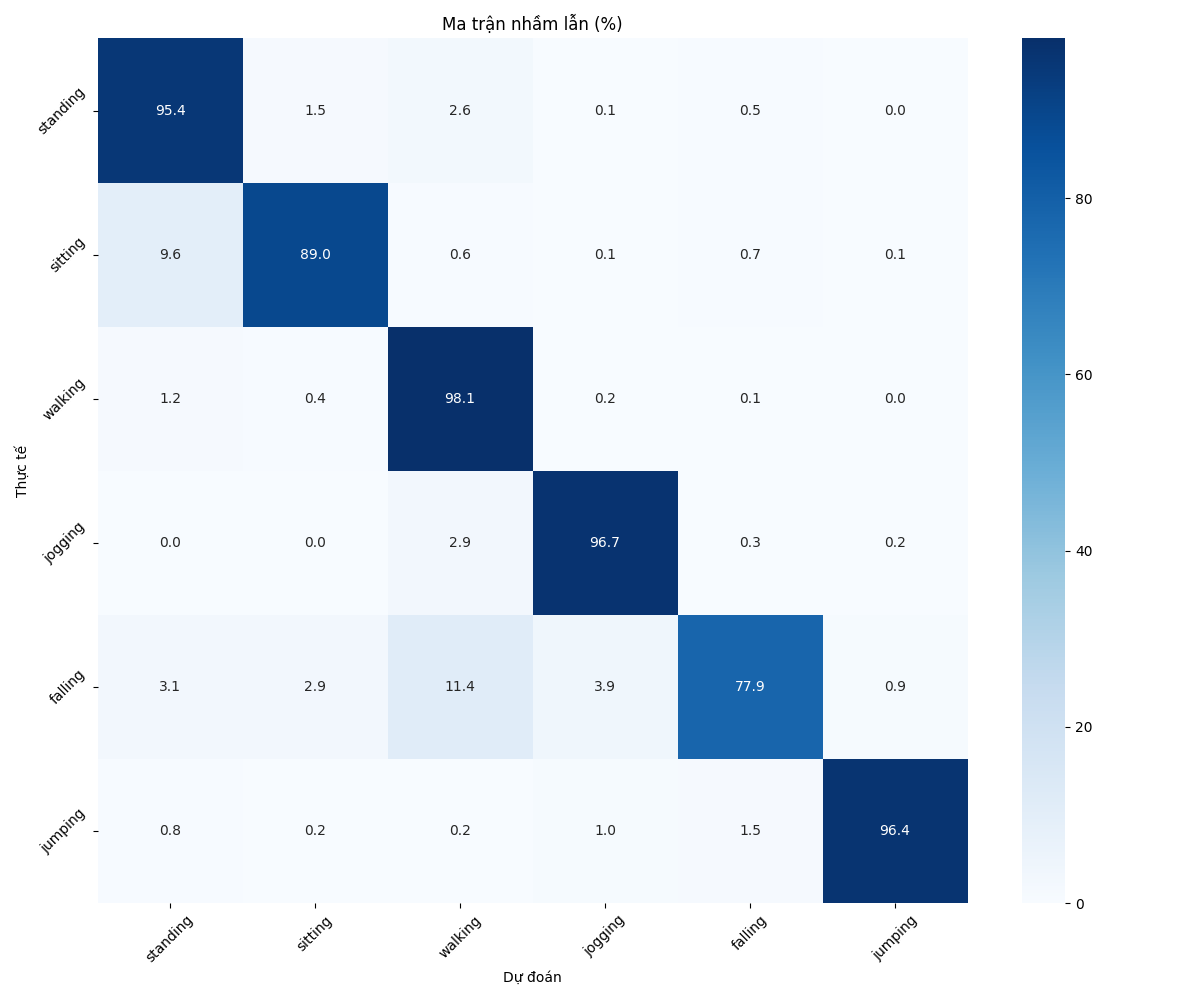 Ma trận nhầm lẫn (%)
standing 95.4 1.5 2.6 0.1 0.5 0.0
sitting 9.6 89.0 0.6 0.1 0.7 0.1
walking 1.2 0.4 98.1 0.2 0.1 0.0
jogging 0.0 0.0 2.9 96.7 0.3 0.2
falling 3.1 2.9 11.4 3.9 77.9 0.9
jumping 0.8 0.2 0.2 1.0 1.5 96.4
Thực tế
standing sitting walking jogging falling jumping
Dự đoán
80
60
40
20
0